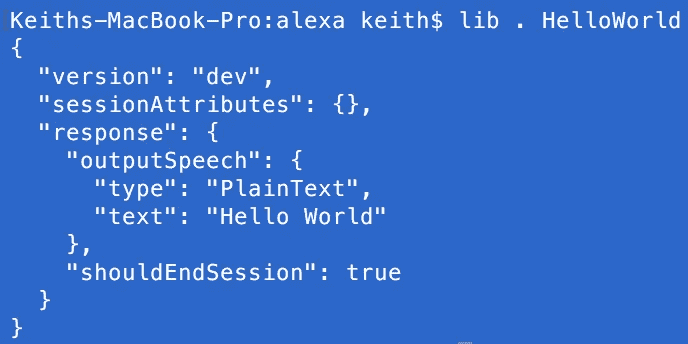 Keiths-MacBook-Pro:alexa keith$ lib . HelloWorld
{
  "version": "dev",
  "sessionAttributes": {},
  "response": {
    "outputSpeech": {
      "type": "PlainText",
      "text": "Hello World"
    },
    "shouldEndSession": true
  }
}